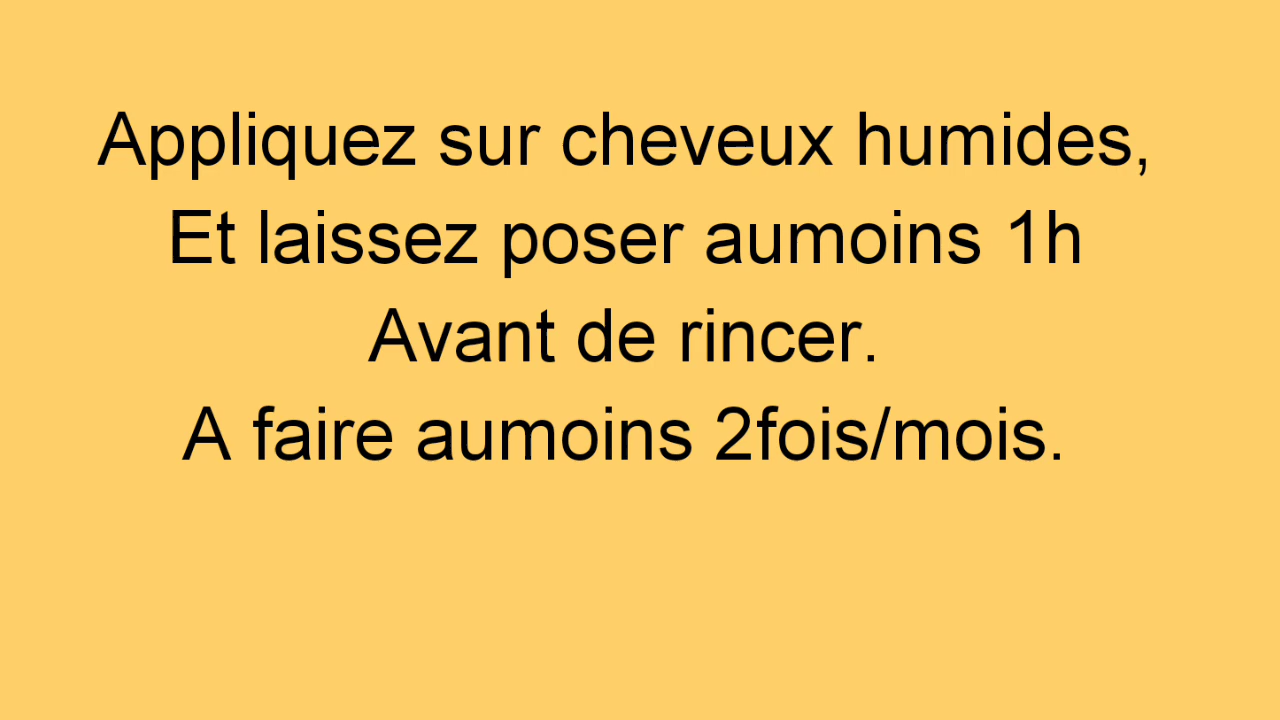 Appliquez sur cheveux humides,
Et laissez poser aumoins 1h
Avant de rincer.
A faire aumoins 2fois/mois.